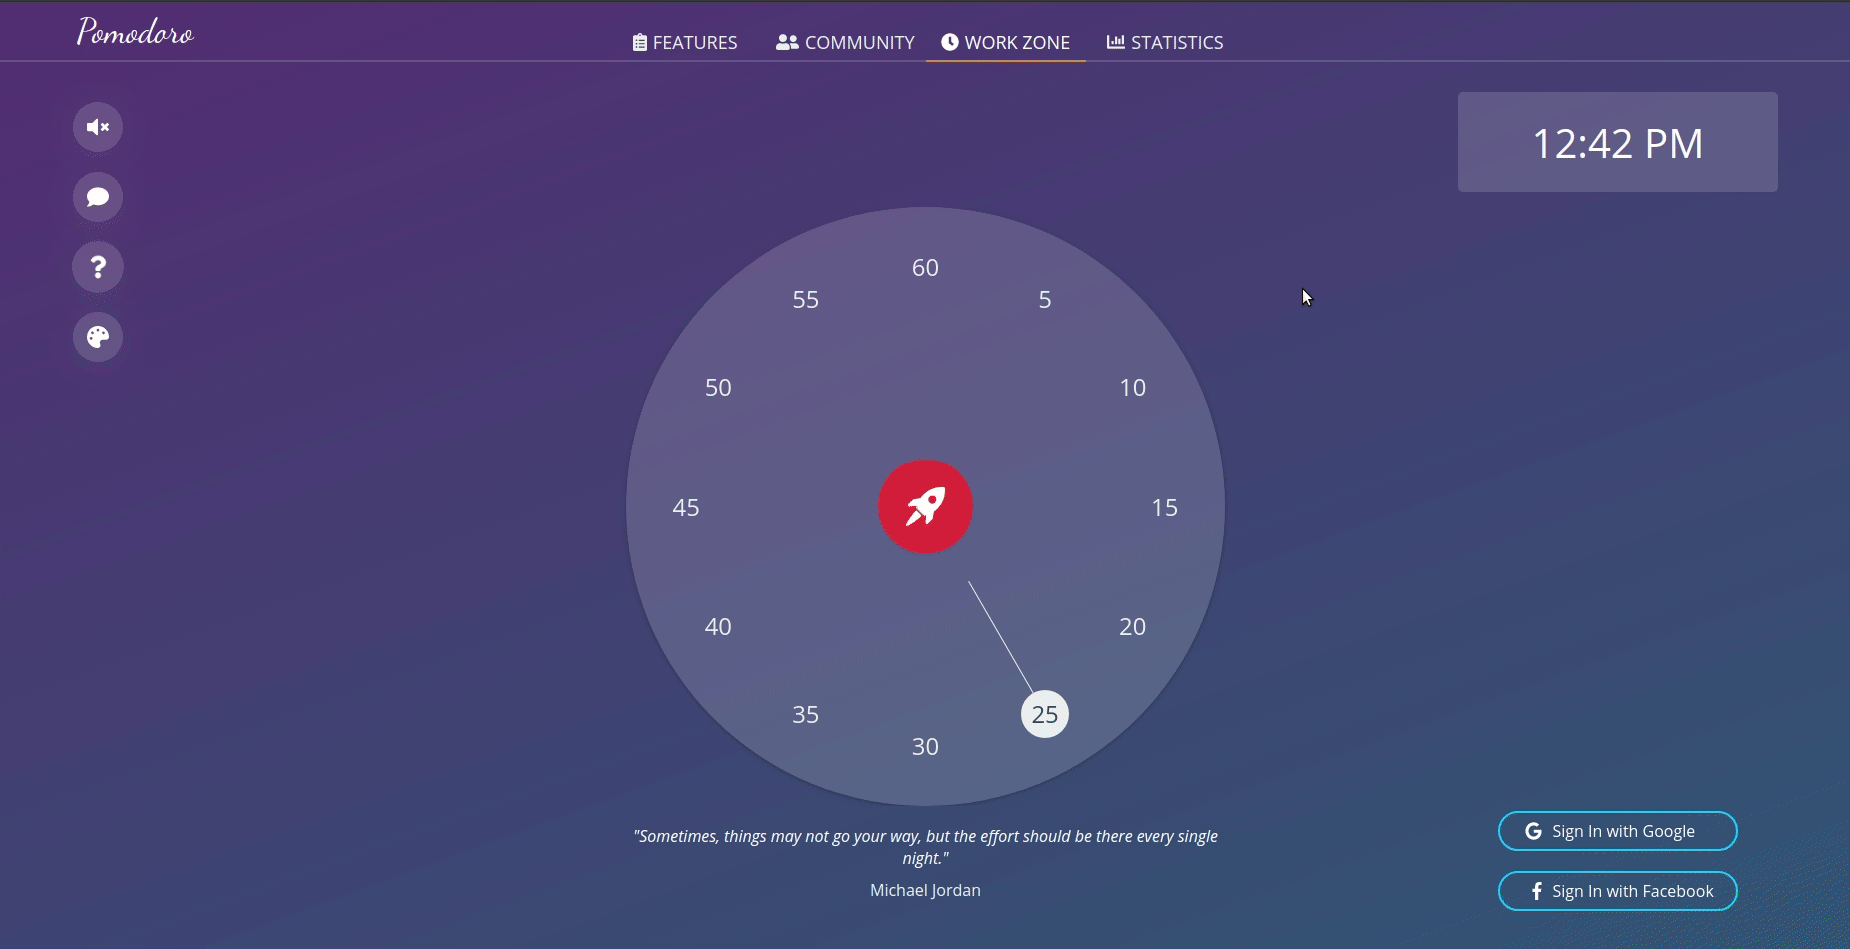 Pomodoro
FEATURES
COMMUNITY
WORK ZONE
STATISTICS
12:42 PM
60
55
5
50
10
45
15
40
20
35
25
30
"Sometimes, things may not go your way, but the effort should be there every single
night."
Michael Jordan
Sign In with Google
Sign In with Facebook